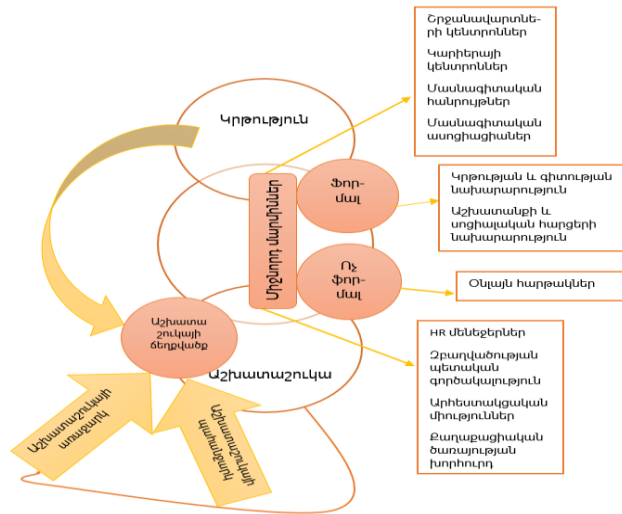 Շրջանավարտնե-
րի կենտրոններ
Կարիերայի
կենտրոններ
Մասնագիտական
հանրույթներ
Մասնագիտական
ասոցիացիաներ
Կրթություն
Ֆոր-
մալ
Կրթության և գիտության
նախարարություն
Աշխատանքի և
սոցիալական հարցերի
նախարարություն
Միջնորդ մարմիններ
Ոչ
ֆոր-
մալ
Օնլայն հարթակներ
Աշխատա
շուկայի
ճեղքվածք
Աշխատաշուկա
HR մենեջերներ
Զբաղվածության
պետական
գործակալություն
Արհեստակցական
միություններ
Քաղաքացիական
ծառայության
խորհուրդ
Աշխատաշուկայի
առաջարկ
Աշխատաշուկայի
պահանջարկ